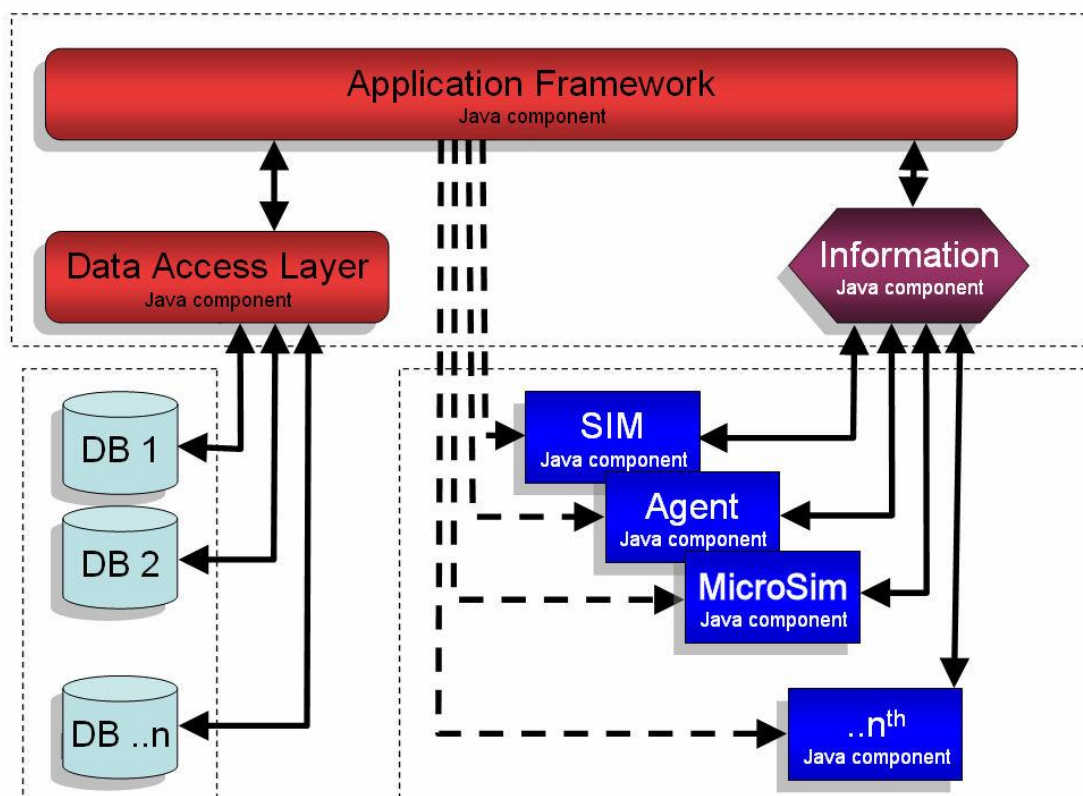 Application Framework
Java component
Data Access Layer
Java component
Information
Java component
DB 1
DB 2
DB ..n
SIM
Java component
Agent
Java component
MicroSim
Java component
..nth
Java component